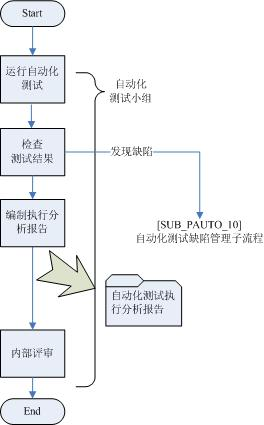 Start
运行自动化
测试
自动化
测试小组
检查
测试结果
发现缺陷
[SUB_PAUTO_10]
自动化测试缺陷管理子流程
编制执行分
析报告
自动化测试执
行分析报告
内部评审
End